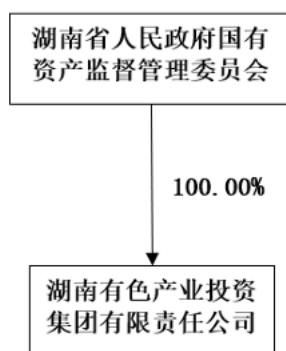 湖南省人民政府国有
资产监督管理委员会
100.00%
湖南有色产业投资
集团有限责任公司